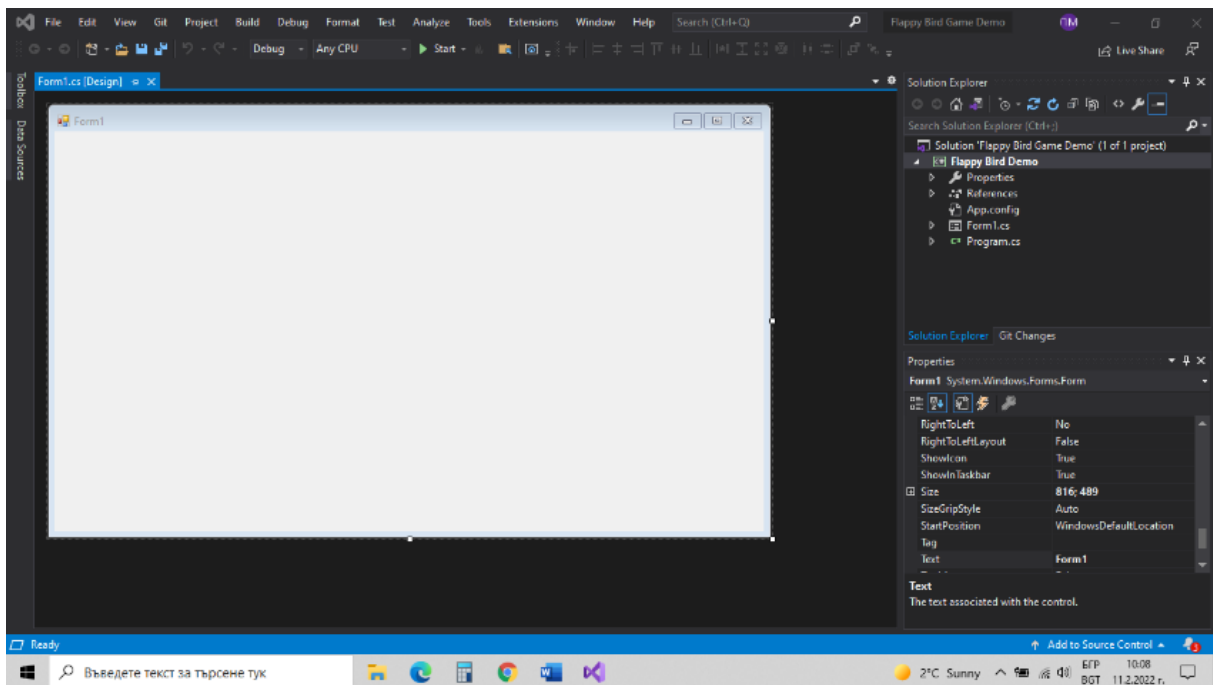 File Edit View Git Project Build Debug Format Test Analyze Tools Extensions Window Help Search (Ctrl+Q) Flappy Bird Game Demo
Debug Any CPU Start Live Share
Toolbox
Data Sources
Form1.cs [Design]
Form1
Solution Explorer
Search Solution Explorer (Ctrl+;)
Solution 'Flappy Bird Game Demo' (1 of 1 project)
Flappy Bird Demo
Properties
References
App.config
Form1.cs
Program.cs
Solution Explorer Git Changes
Properties
Form1 System.Windows.Forms.Form
RightToLeft No
RightToLeftLayout False
ShowIcon True
ShowInTaskbar True
Size 816; 489
SizeGripStyle Auto
StartPosition WindowsDefaultLocation
Tag
Text Form1
Text
The text associated with the control.
Ready Add to Source Control
Въведете текст за търсене тук 2°C Sunny БГР 10:08
BGT 11.2.2022 г.